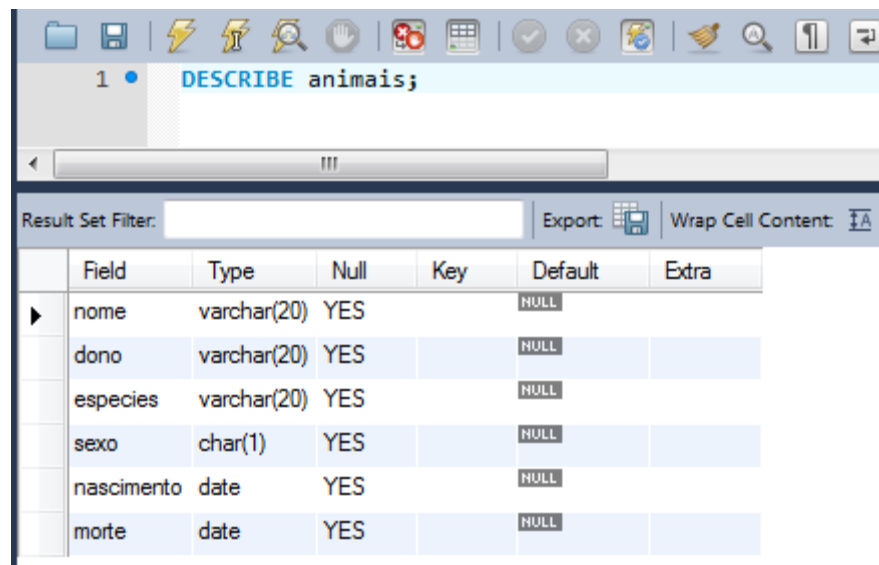 1 DESCRIBE animais;
Result Set Filter: Export: Wrap Cell Content:
Field Type Null Key Default Extra
nome varchar(20) YES NULL
dono varchar(20) YES NULL
especies varchar(20) YES NULL
sexo char(1) YES NULL
nascimento date YES NULL
morte date YES NULL